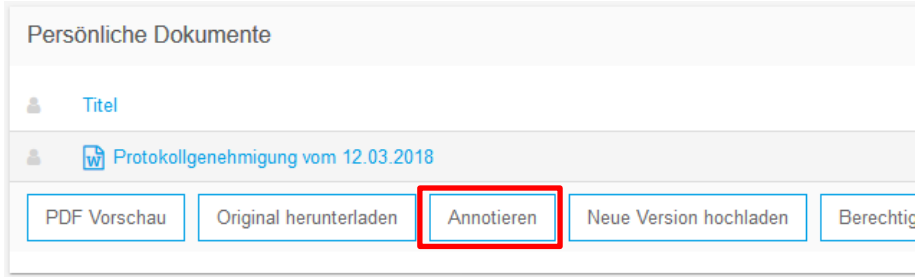 Persönliche Dokumente
Titel
Protokollgenehmigung vom 12.03.2018
PDF Vorschau Original herunterladen Annotieren Neue Version hochladen Berechtig